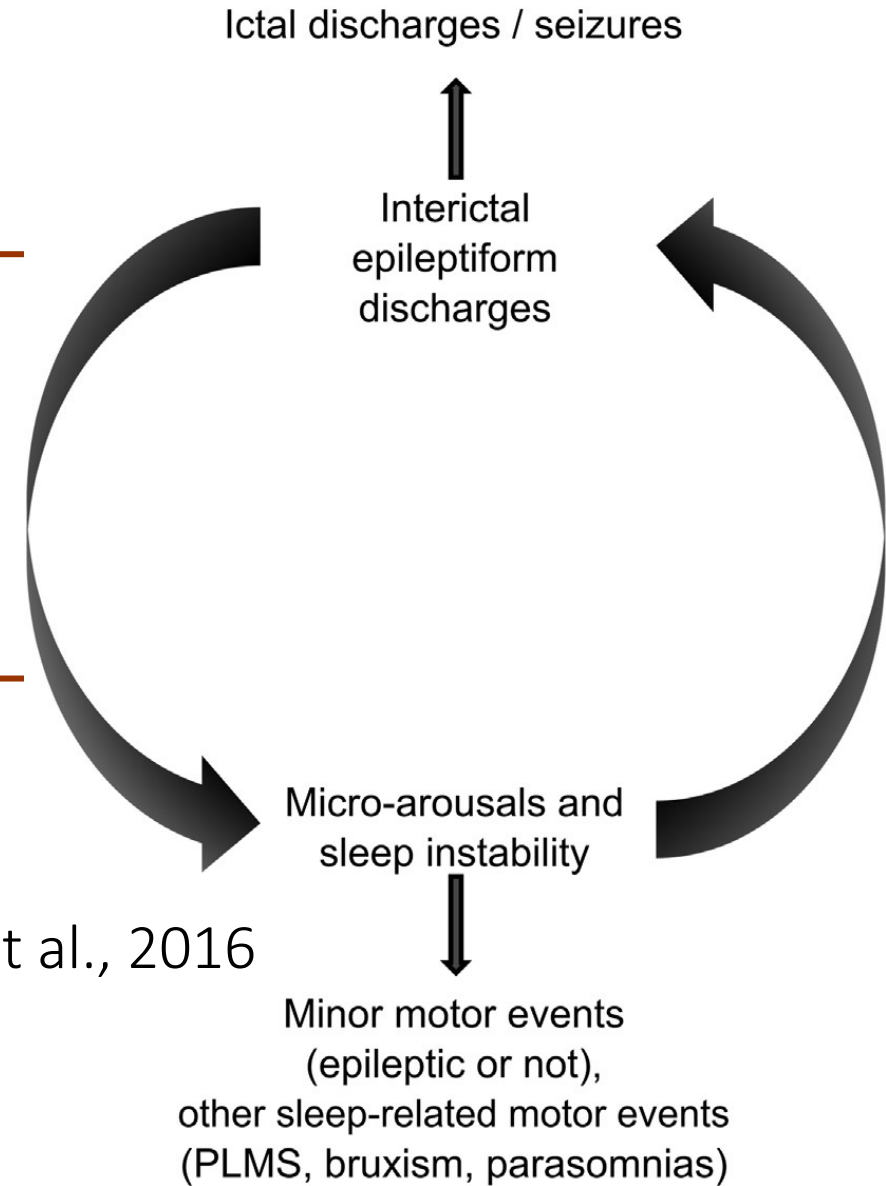 Ictal discharges / seizures
Interictal
epileptiform
discharges
Micro-arousals and
sleep instability
t al., 2016
Minor motor events
(epileptic or not),
other sleep-related motor events
(PLMS, bruxism, parasomnias)